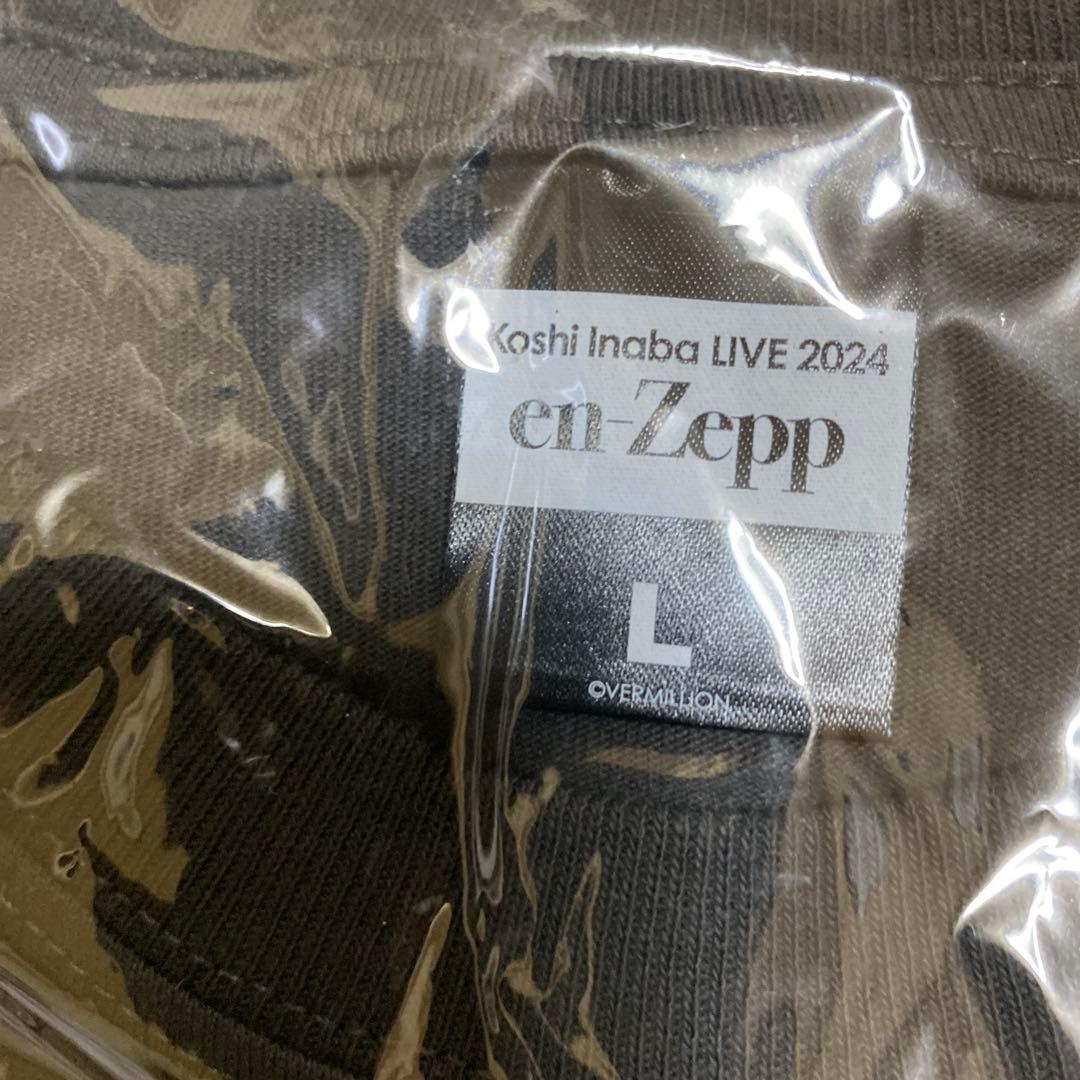 Koshi Inaba LIVE 2024
en-Zepp
L
©VERMILLION